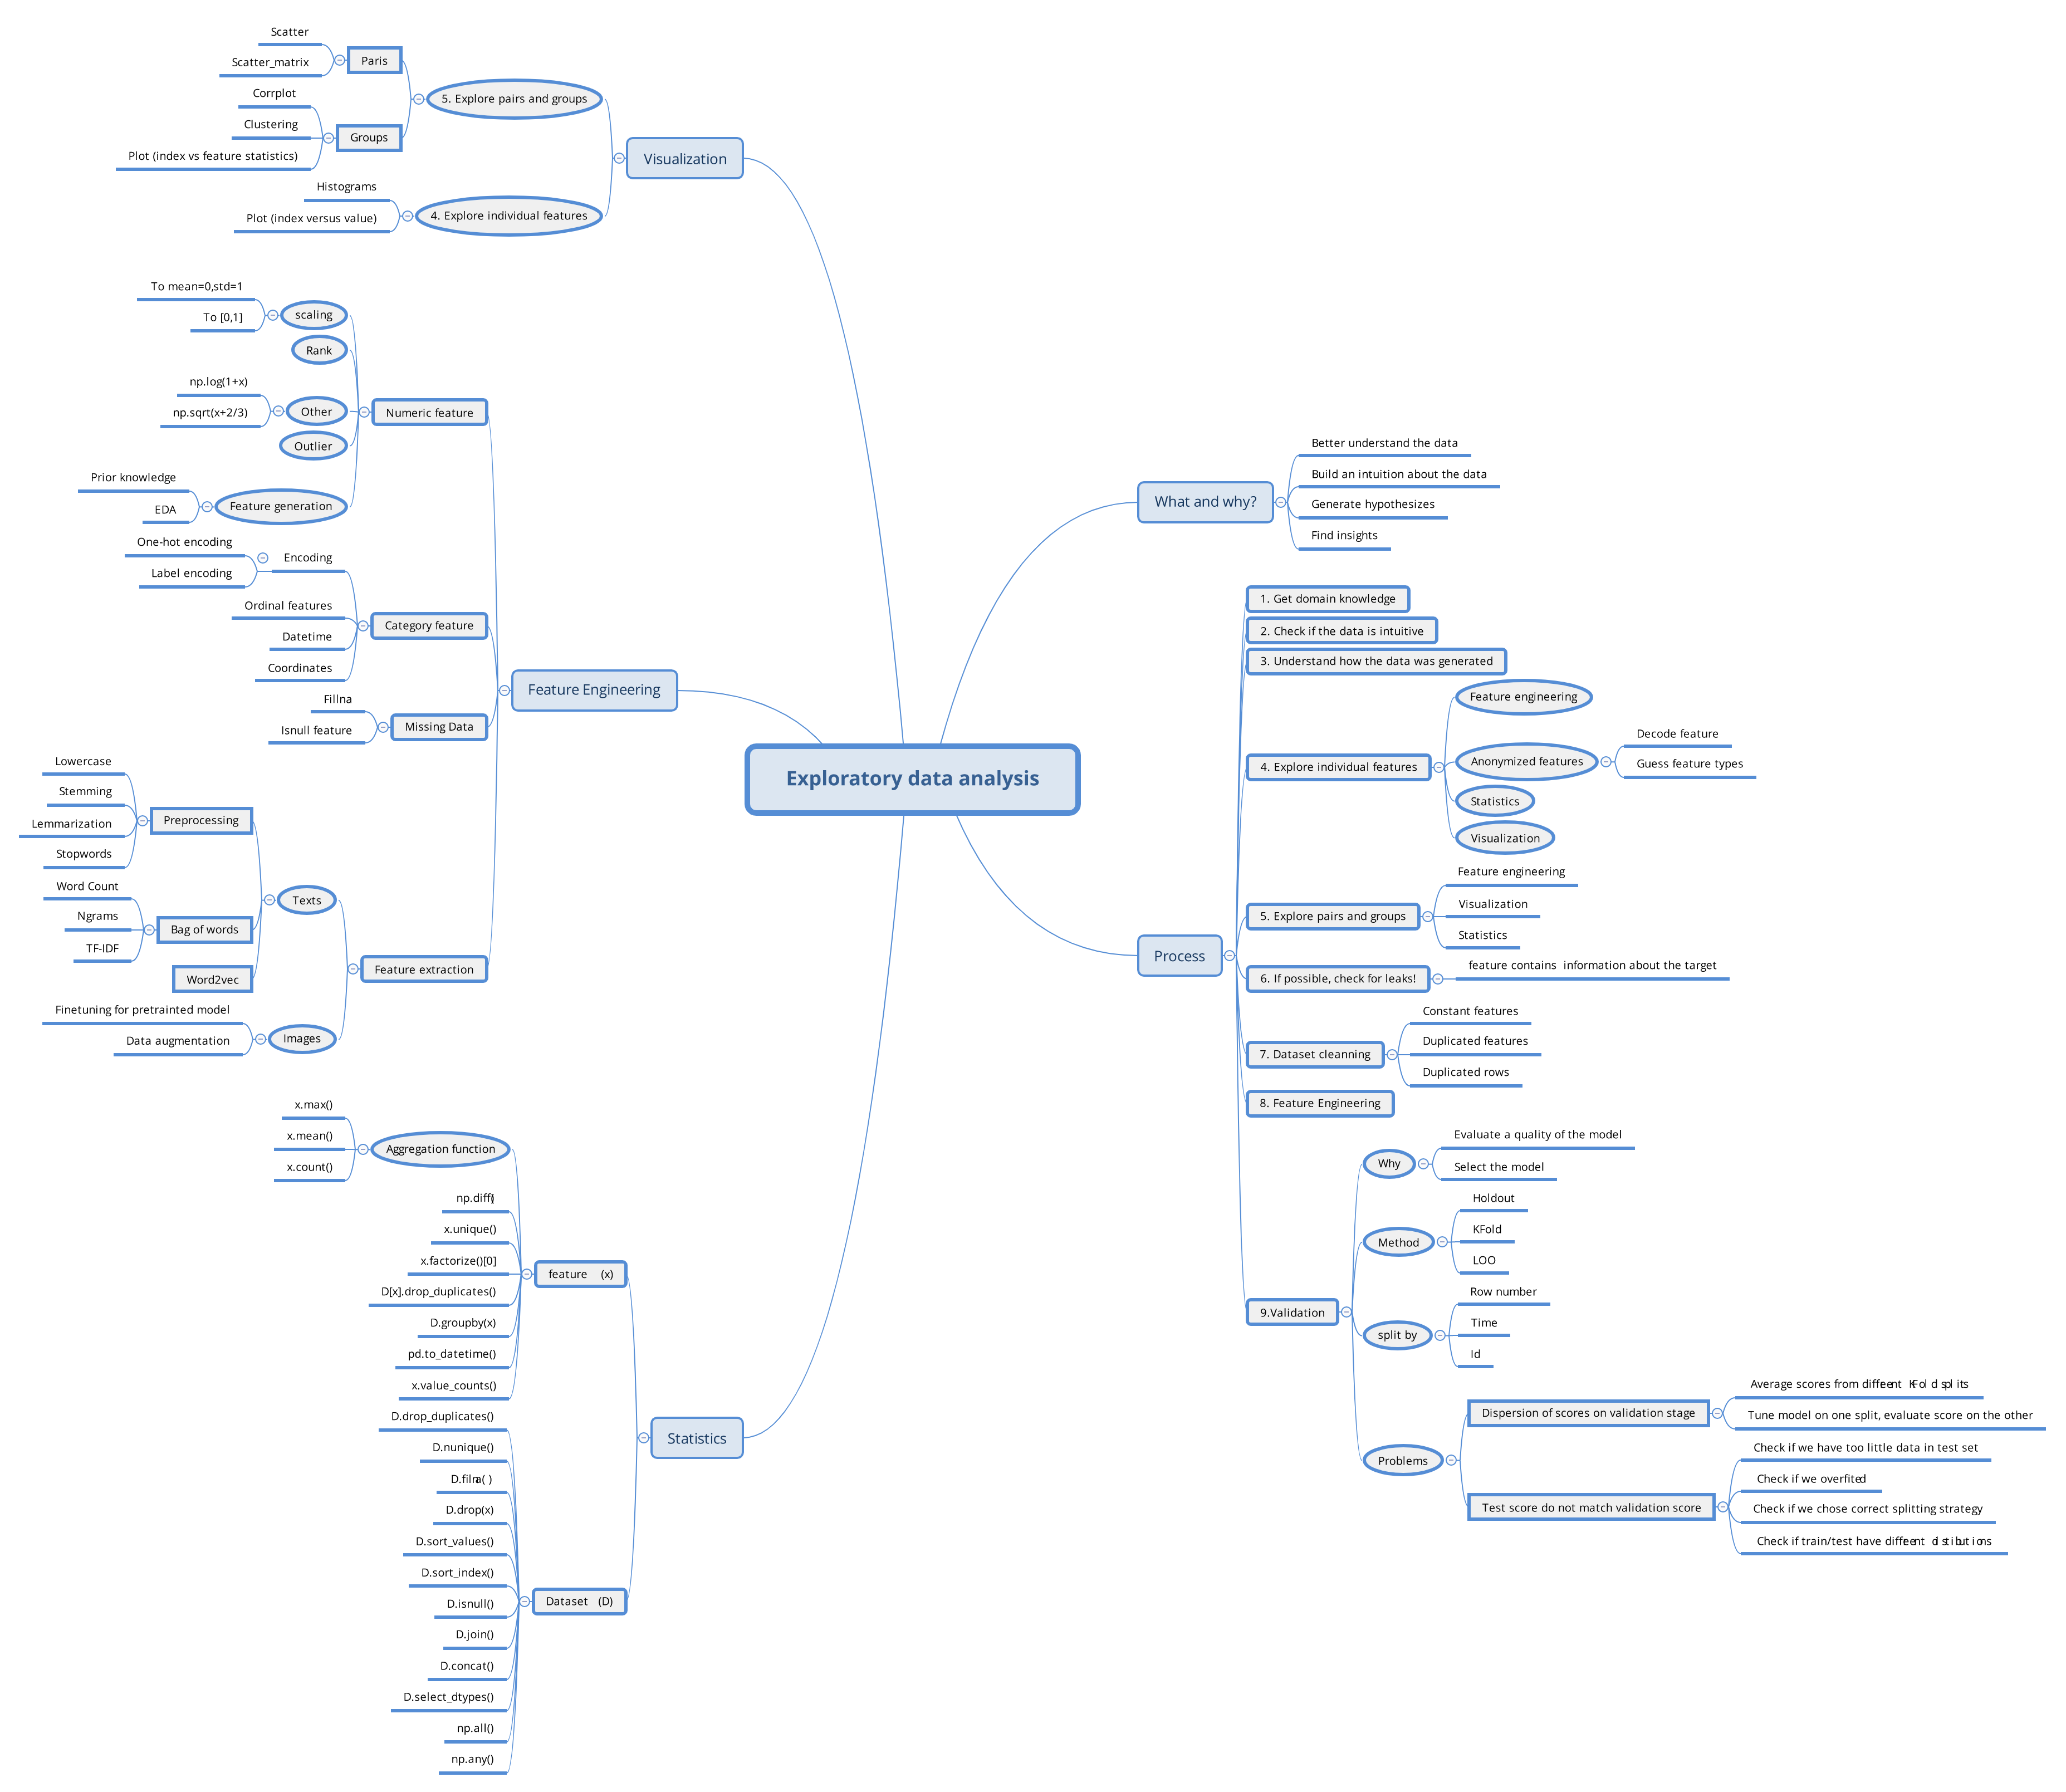 Scatter
Scatter_matrix
Paris
Corrplot
Clustering
Plot (index vs feature statistics)
Groups
5. Explore pairs and groups
Histograms
Plot (index versus value)
4. Explore individual features
Visualization
To mean=0,std=1
To [0,1]
scaling
Rank
np.log(1+x)
np.sqrt(x+2/3)
Other
Outlier
Prior knowledge
EDA
Feature generation
Numeric feature
One-hot encoding
Label encoding
Encoding
Ordinal features
Datetime
Coordinates
Category feature
Fillna
Isnull feature
Missing Data
Lowercase
Stemming
Lemmarization
Stopwords
Preprocessing
Word Count
Ngrams
TF-IDF
Bag of words
Word2vec
Texts
Finetuning for pretrainted model
Data augmentation
Images
Feature extraction
Feature Engineering
x.max()
x.mean()
x.count()
Aggregation function
np.diff()
x.unique()
x.factorize()[0]
D[x].drop_duplicates()
D.groupby(x)
pd.to_datetime()
x.value_counts()
feature (x)
D.drop_duplicates()
D.nunique()
D.filna()
D.drop(x)
D.sort_values()
D.sort_index()
D.isnull()
D.join()
D.concat()
D.select_dtypes()
np.all()
np.any()
Dataset (D)
Statistics
Exploratory data analysis
What and why?
Better understand the data
Build an intuition about the data
Generate hypothesizes
Find insights
Process
1. Get domain knowledge
2. Check if the data is intuitive
3. Understand how the data was generated
4. Explore individual features
Feature engineering
Anonymized features
Decode feature
Guess feature types
Statistics
Visualization
5. Explore pairs and groups
Feature engineering
Visualization
Statistics
6. If possible, check for leaks!
feature contains information about the target
7. Dataset cleanning
Constant features
Duplicated features
Duplicated rows
8. Feature Engineering
9.Validation
Why
Evaluate a quality of the model
Select the model
Method
Holdout
KFold
LOO
split by
Row number
Time
Id
Problems
Dispersion of scores on validation stage
Average scores from different KFold splits
Tune model on one split, evaluate score on the other
Test score do not match validation score
Check if we have too little data in test set
Check if we overfited
Check if we chose correct splitting strategy
Check if train/test have different distibutions